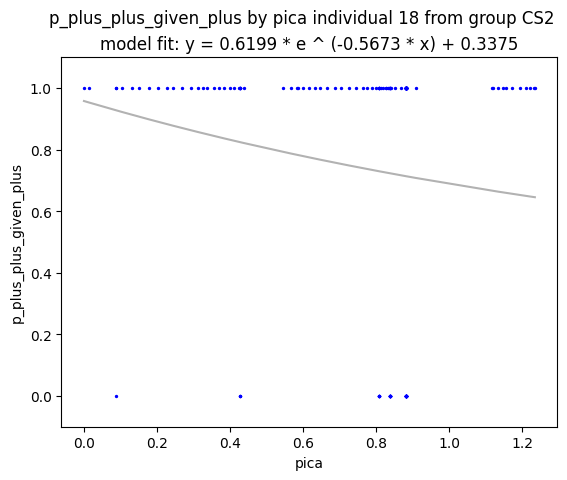 p_plus_plus_given_plus by pica individual 18 from group CS2
model fit: y = 0.6199 * e ^ (-0.5673 * x) + 0.3375
p_plus_plus_given_plus
1.0
0.8
0.6
0.4
0.2
0.0
0.0 0.2 0.4 0.6 0.8 1.0 1.2
pica